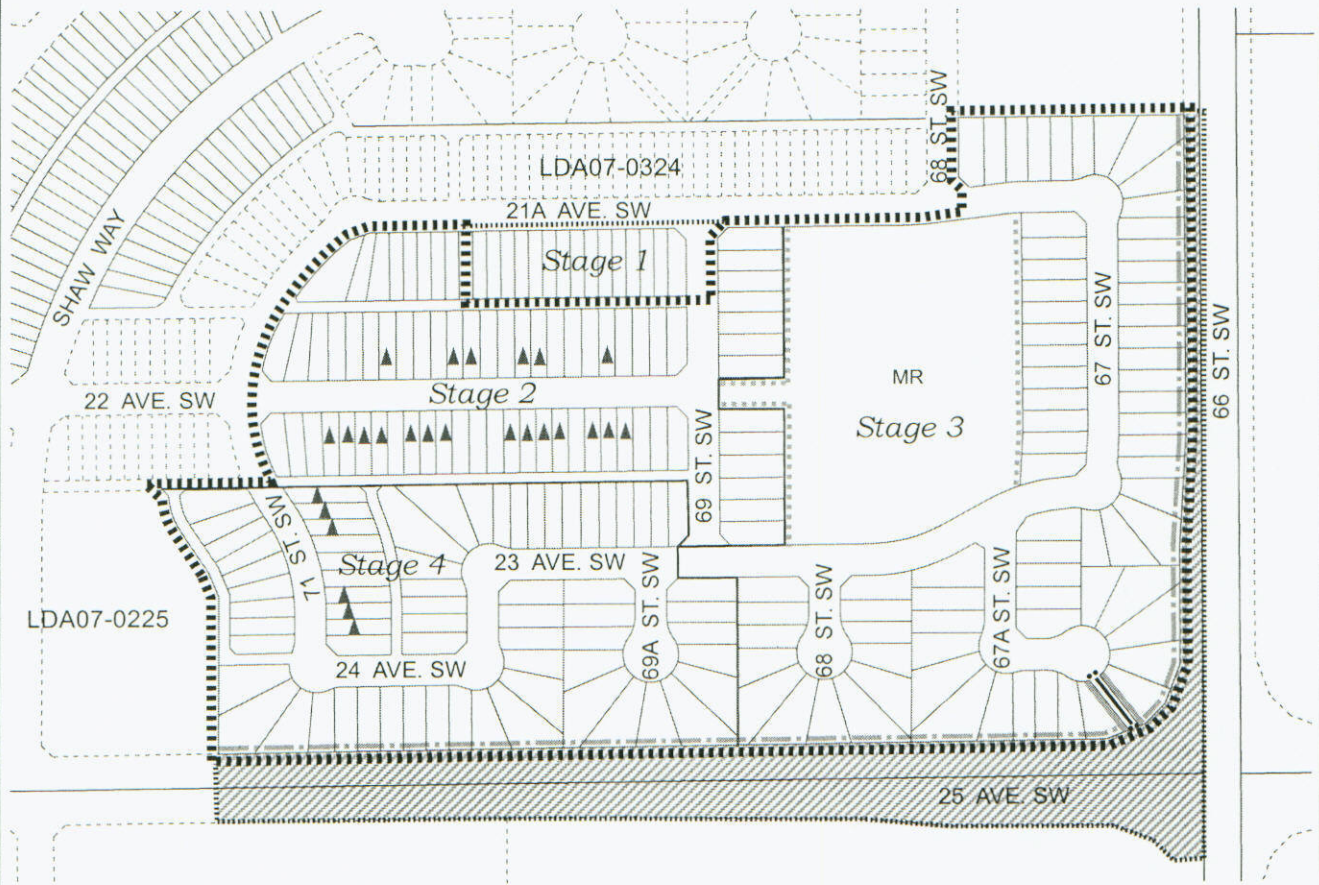 68 ST. SW
LDA07-0324
21A AVE. SW
SHAW WAY
Stage 1
67 ST. SW
66 ST. SW
MR
22 AVE. SW
Stage 2
Stage 3
69 ST. SW
71 ST. SW
Stage 4
23 AVE. SW
LDA07-0225
69A ST. SW
68 ST. SW
67A ST. SW
24 AVE. SW
25 AVE. SW